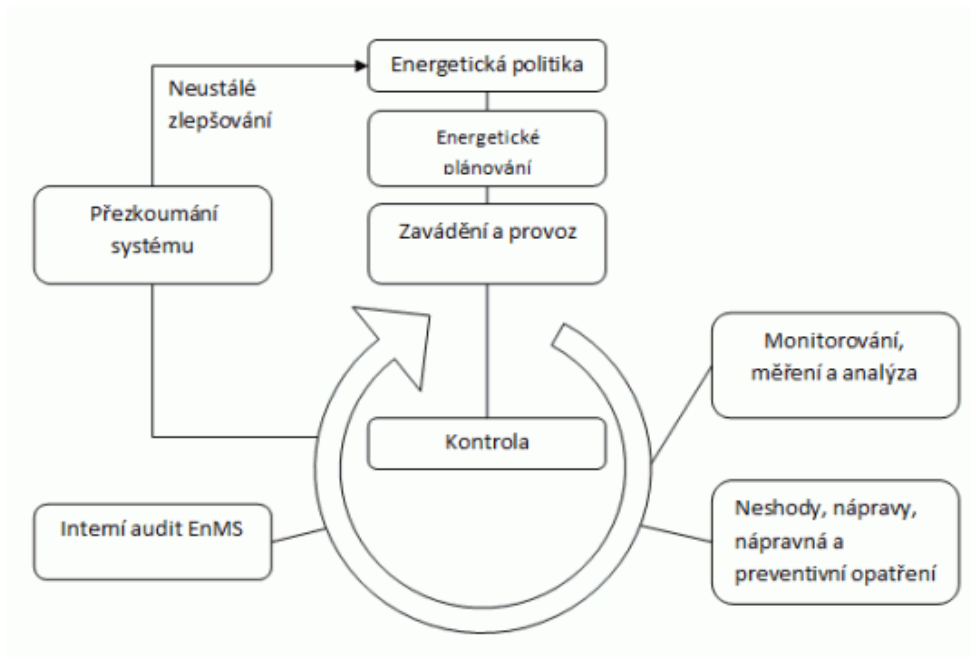 Energetická politika
Neustálé
zlepšování
Energetické
plánování
Přezkoumání
systému
Zavádění a provoz
Monitorování,
měření a analýza
Kontrola
Interní audit EnMS
Neshody, nápravy,
nápravná a
preventivní opatření